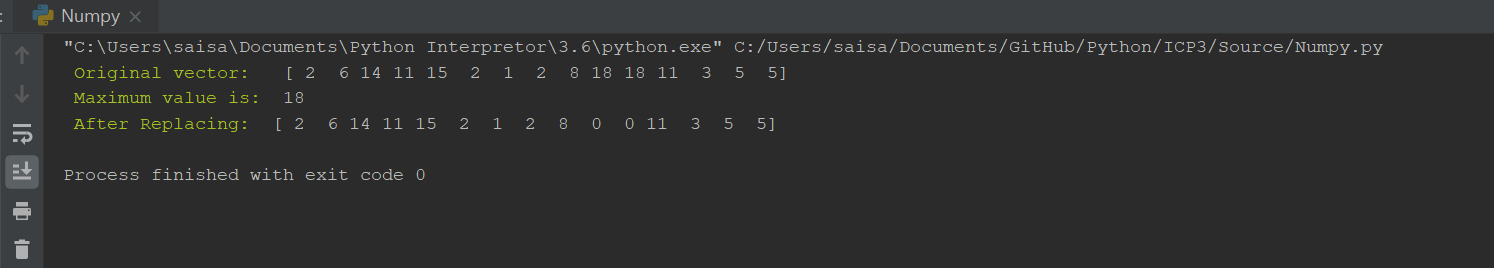 : Numpy ×
"C:\Users\saisa\Documents\Python Interpretor\3.6\python.exe" C:/Users/saisa/Documents/GitHub/Python/ICP3/Source/Numpy.py
Original vector:   [ 2  6 14 11 15  2  1  2  8 18 18 11  3  5  5]
Maximum value is:  18
After Replacing:  [ 2  6 14 11 15  2  1  2  8  0  0 11  3  5  5]
Process finished with exit code 0